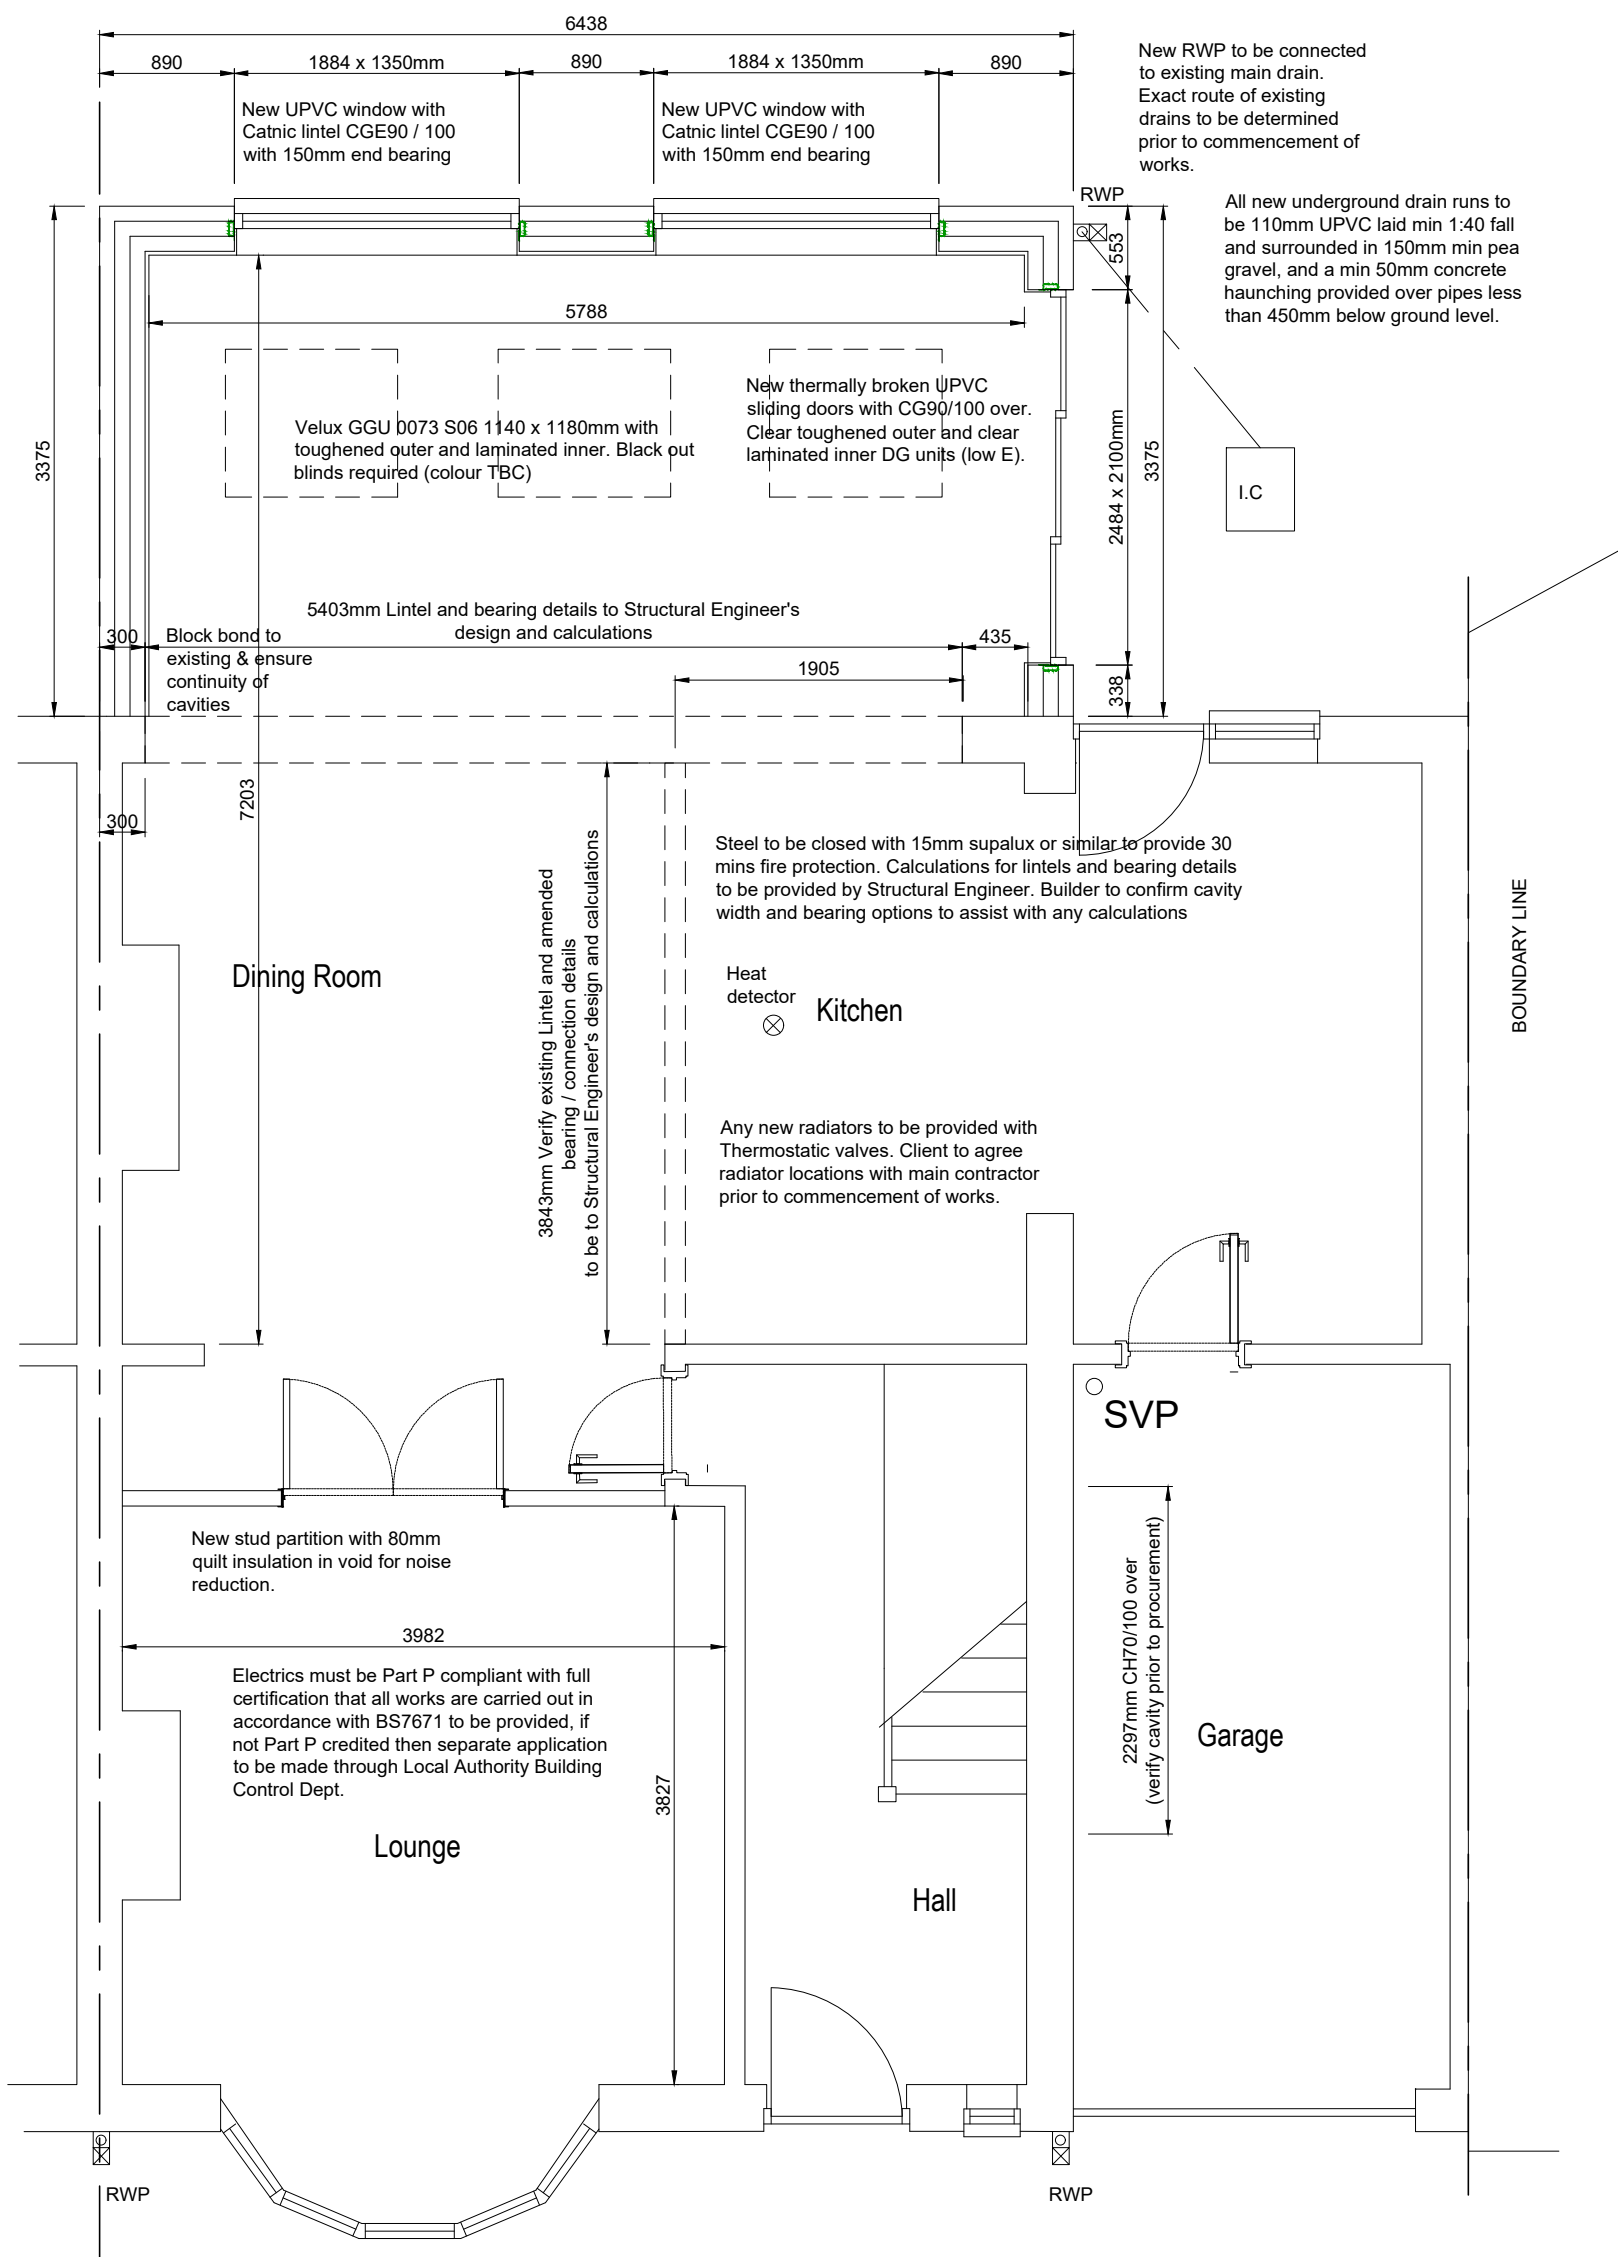 6438
890
1884 x 1350mm
890
1884 x 1350mm
890
New UPVC window with
Catnic lintel CGE90 / 100
with 150mm end bearing
New UPVC window with
Catnic lintel CGE90 / 100
with 150mm end bearing
New RWP to be connected
to existing main drain.
Exact route of existing
drains to be determined
prior to commencement of
works.
RWP
All new underground drain runs to
be 110mm UPVC laid min 1:40 fall
and surrounded in 150mm min pea
gravel, and a min 50mm concrete
haunching provided over pipes less
than 450mm below ground level.
553
5788
3375
Velux GGU 0073 S06 1140 x 1180mm with
toughened outer and laminated inner. Black out
blinds required (colour TBC)
New thermally broken UPVC
sliding doors with CG90/100 over.
Clear toughened outer and clear
laminated inner DG units (low E).
2484 x 2100mm
3375
I.C
5403mm Lintel and bearing details to Structural Engineer's
design and calculations
300
Block bond to
existing & ensure
continuity of
cavities
435
1905
338
7203
300
3843mm Verify existing Lintel and amended
bearing / connection details
to be to Structural Engineer's design and calculations
Steel to be closed with 15mm supalux or similar to provide 30
mins fire protection. Calculations for lintels and bearing details
to be provided by Structural Engineer. Builder to confirm cavity
width and bearing options to assist with any calculations
BOUNDARY LINE
Dining Room
Heat
detector
Kitchen
Any new radiators to be provided with
Thermostatic valves. Client to agree
radiator locations with main contractor
prior to commencement of works.
SVP
New stud partition with 80mm
quilt insulation in void for noise
reduction.
3982
Electrics must be Part P compliant with full
certification that all works are carried out in
accordance with BS7671 to be provided, if
not Part P credited then separate application
to be made through Local Authority Building
Control Dept.
3827
2297mm CH70/100 over
(verify cavity prior to procurement)
Garage
Lounge
Hall
RWP
RWP